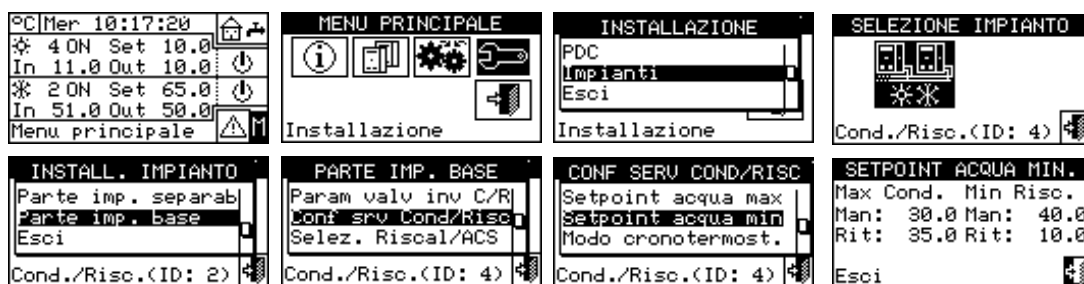 °C Mer 10:17:20
4 ON Set 10.0
In 11.0 Out 10.0
2 ON Set 65.0
In 51.0 Out 50.0
Menu principale M
MENU PRINCIPALE
Installazione
INSTALLAZIONE
PDC
Impianti
Esci
Installazione
SELEZIONE IMPIANTO
Cond./Risc.(ID: 4)
INSTALL. IMPIANTO
Parte imp. separab
Parte imp. base
Esci
Cond./Risc.(ID: 2)
PARTE IMP. BASE
Param valv inv C/R
Conf srv Cond/Risc
Selez. Riscal/ACS
Cond./Risc.(ID: 4)
CONF SERV COND/RISC
Setpoint acqua max
Setpoint acqua min
Modo cronotermost.
Cond./Risc.(ID: 4)
SETPOINT ACQUA MIN.
Max Cond. Min Risc.
Man: 30.0 Man: 40.0
Rit: 35.0 Rit: 10.0
Esci